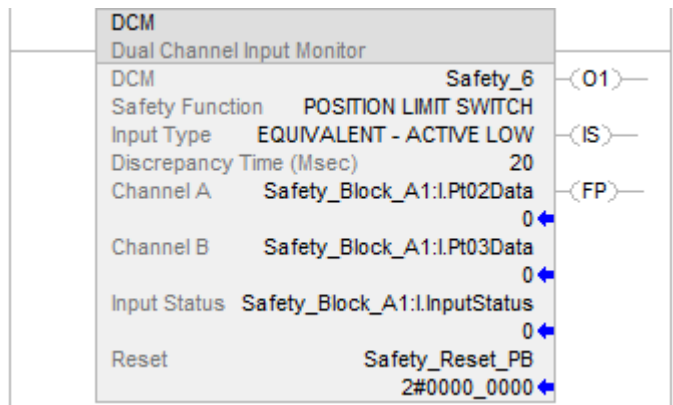 DCM
Dual Channel Input Monitor
DCM Safety_6 (O1)
Safety Function POSITION LIMIT SWITCH
Input Type EQUIVALENT - ACTIVE LOW (IS)
Discrepancy Time (Msec) 20
Channel A Safety_Block_A1:I.Pt02Data (FP)
0
Channel B Safety_Block_A1:I.Pt03Data
0
Input Status Safety_Block_A1:I.InputStatus
0
Reset Safety_Reset_PB
2#0000_0000